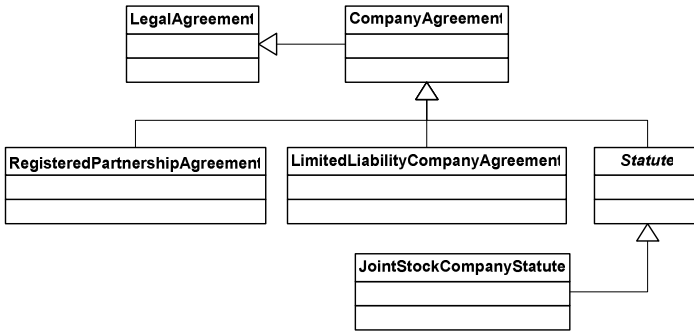 LegalAgreement
CompanyAgreement
RegisteredPartnershipAgreement
LimitedLiabilityCompanyAgreement
Statute
JointStockCompanyStatute